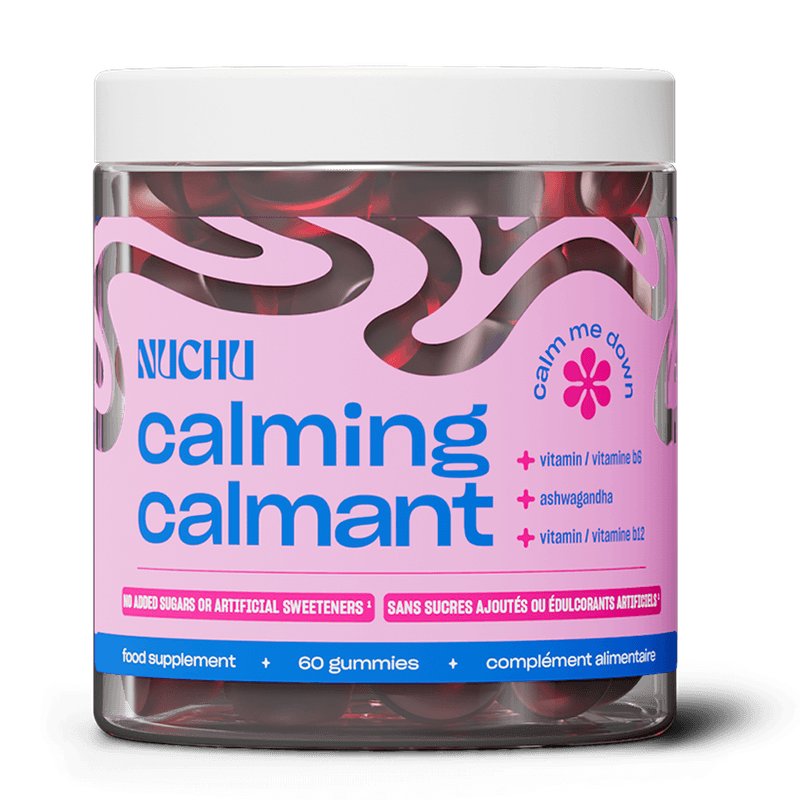 NUCHU
calming
calmant
calm me down
vitamin / vitamine b6
ashwagandha
vitamin / vitamine b12
NO ADDED SUGARS OR ARTIFICIAL SWEETENERS ¹
SANS SUCRES AJOUTÉS OU ÉDULCORANTS ARTIFICIELS ¹
food supplement + 60 gummies + complément alimentaire